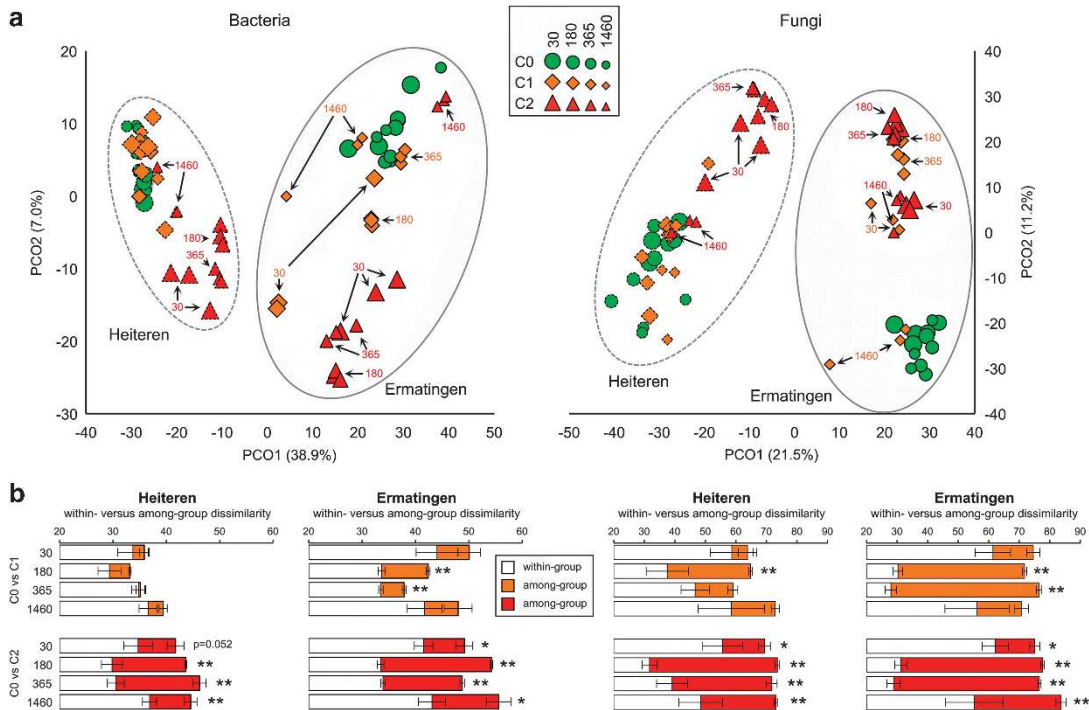 a
Bacteria
Fungi
30 180 365 1460
C0
C1
C2
20
10
0
-10
-20
-30
PCO2 (7.0%)
-40 -30 -20 -10 0 10 20 30 40 50
PCO1 (38.9%)
1460
180
365
30
Heiteren
1460
1460
365
180
30
30
365
180
Ermatingen
40
30
20
10
0
-10
-20
-30
-40
PCO2 (11.2%)
-50 -40 -30 -20 -10 0 10 20 30 40
PCO1 (21.5%)
365
180
30
1460
Heiteren
180
365
180
365
1460
30
30
1460
Ermatingen
b
Heiteren
within- versus among-group dissimilarity
20 30 40 50 60
Ermatingen
within- versus among-group dissimilarity
20 30 40 50 60
Heiteren
within- versus among-group dissimilarity
20 30 40 50 60 70 80
Ermatingen
within- versus among-group dissimilarity
20 30 40 50 60 70 80 90
C0 vs C1
30
180 ** ** **
365 ** **
1460
within-group
among-group
among-group
C0 vs C2
30 p=0.052 * * *
180 ** ** ** **
365 ** ** ** **
1460 ** * ** **